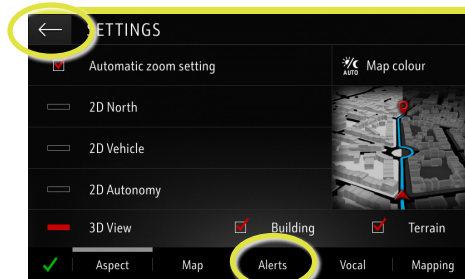 SETTINGS
Automatic zoom setting
AUTO Map colour
2D North
2D Vehicle
2D Autonomy
3D View Building Terrain
Aspect Map Alerts Vocal Mapping